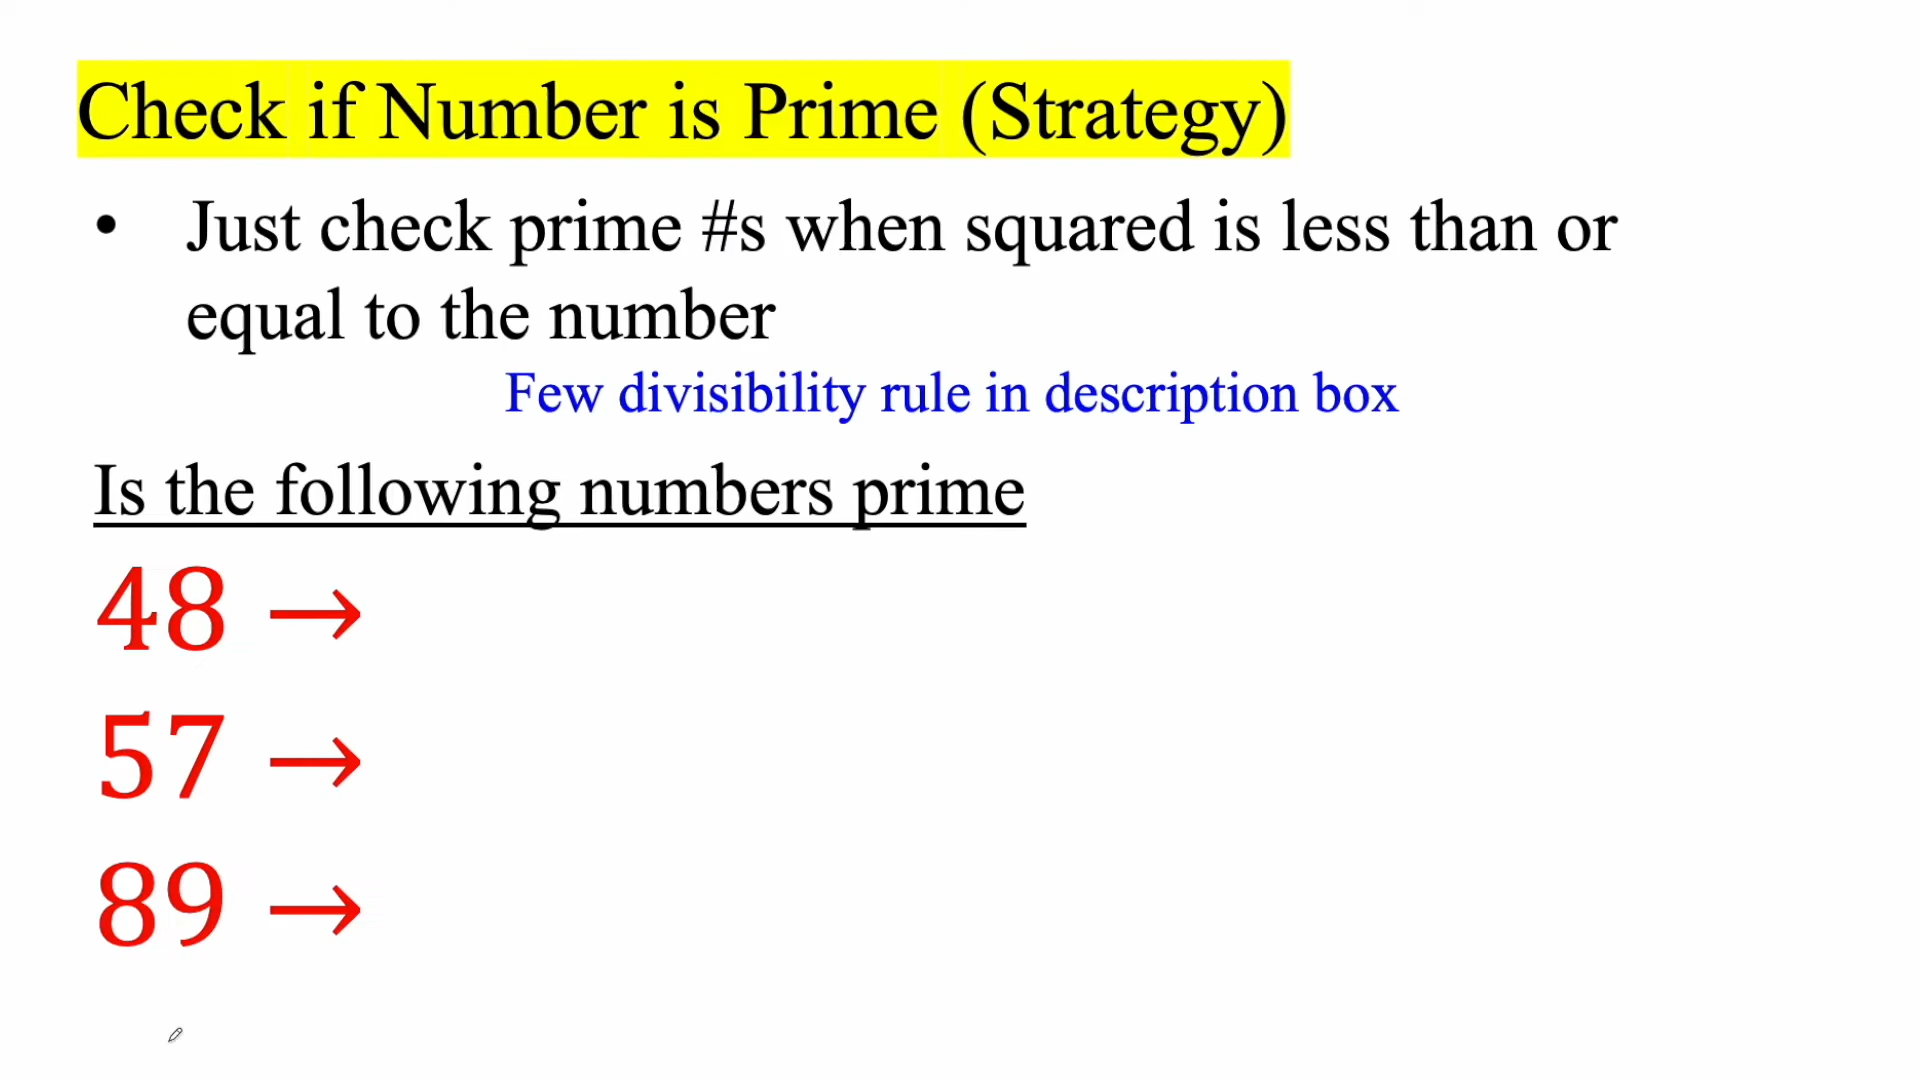 Check if Number is Prime (Strategy)
• Just check prime #s when squared is less than or
equal to the number
Few divisibility rule in description box
Is the following numbers prime
48 →
57 →
89 →